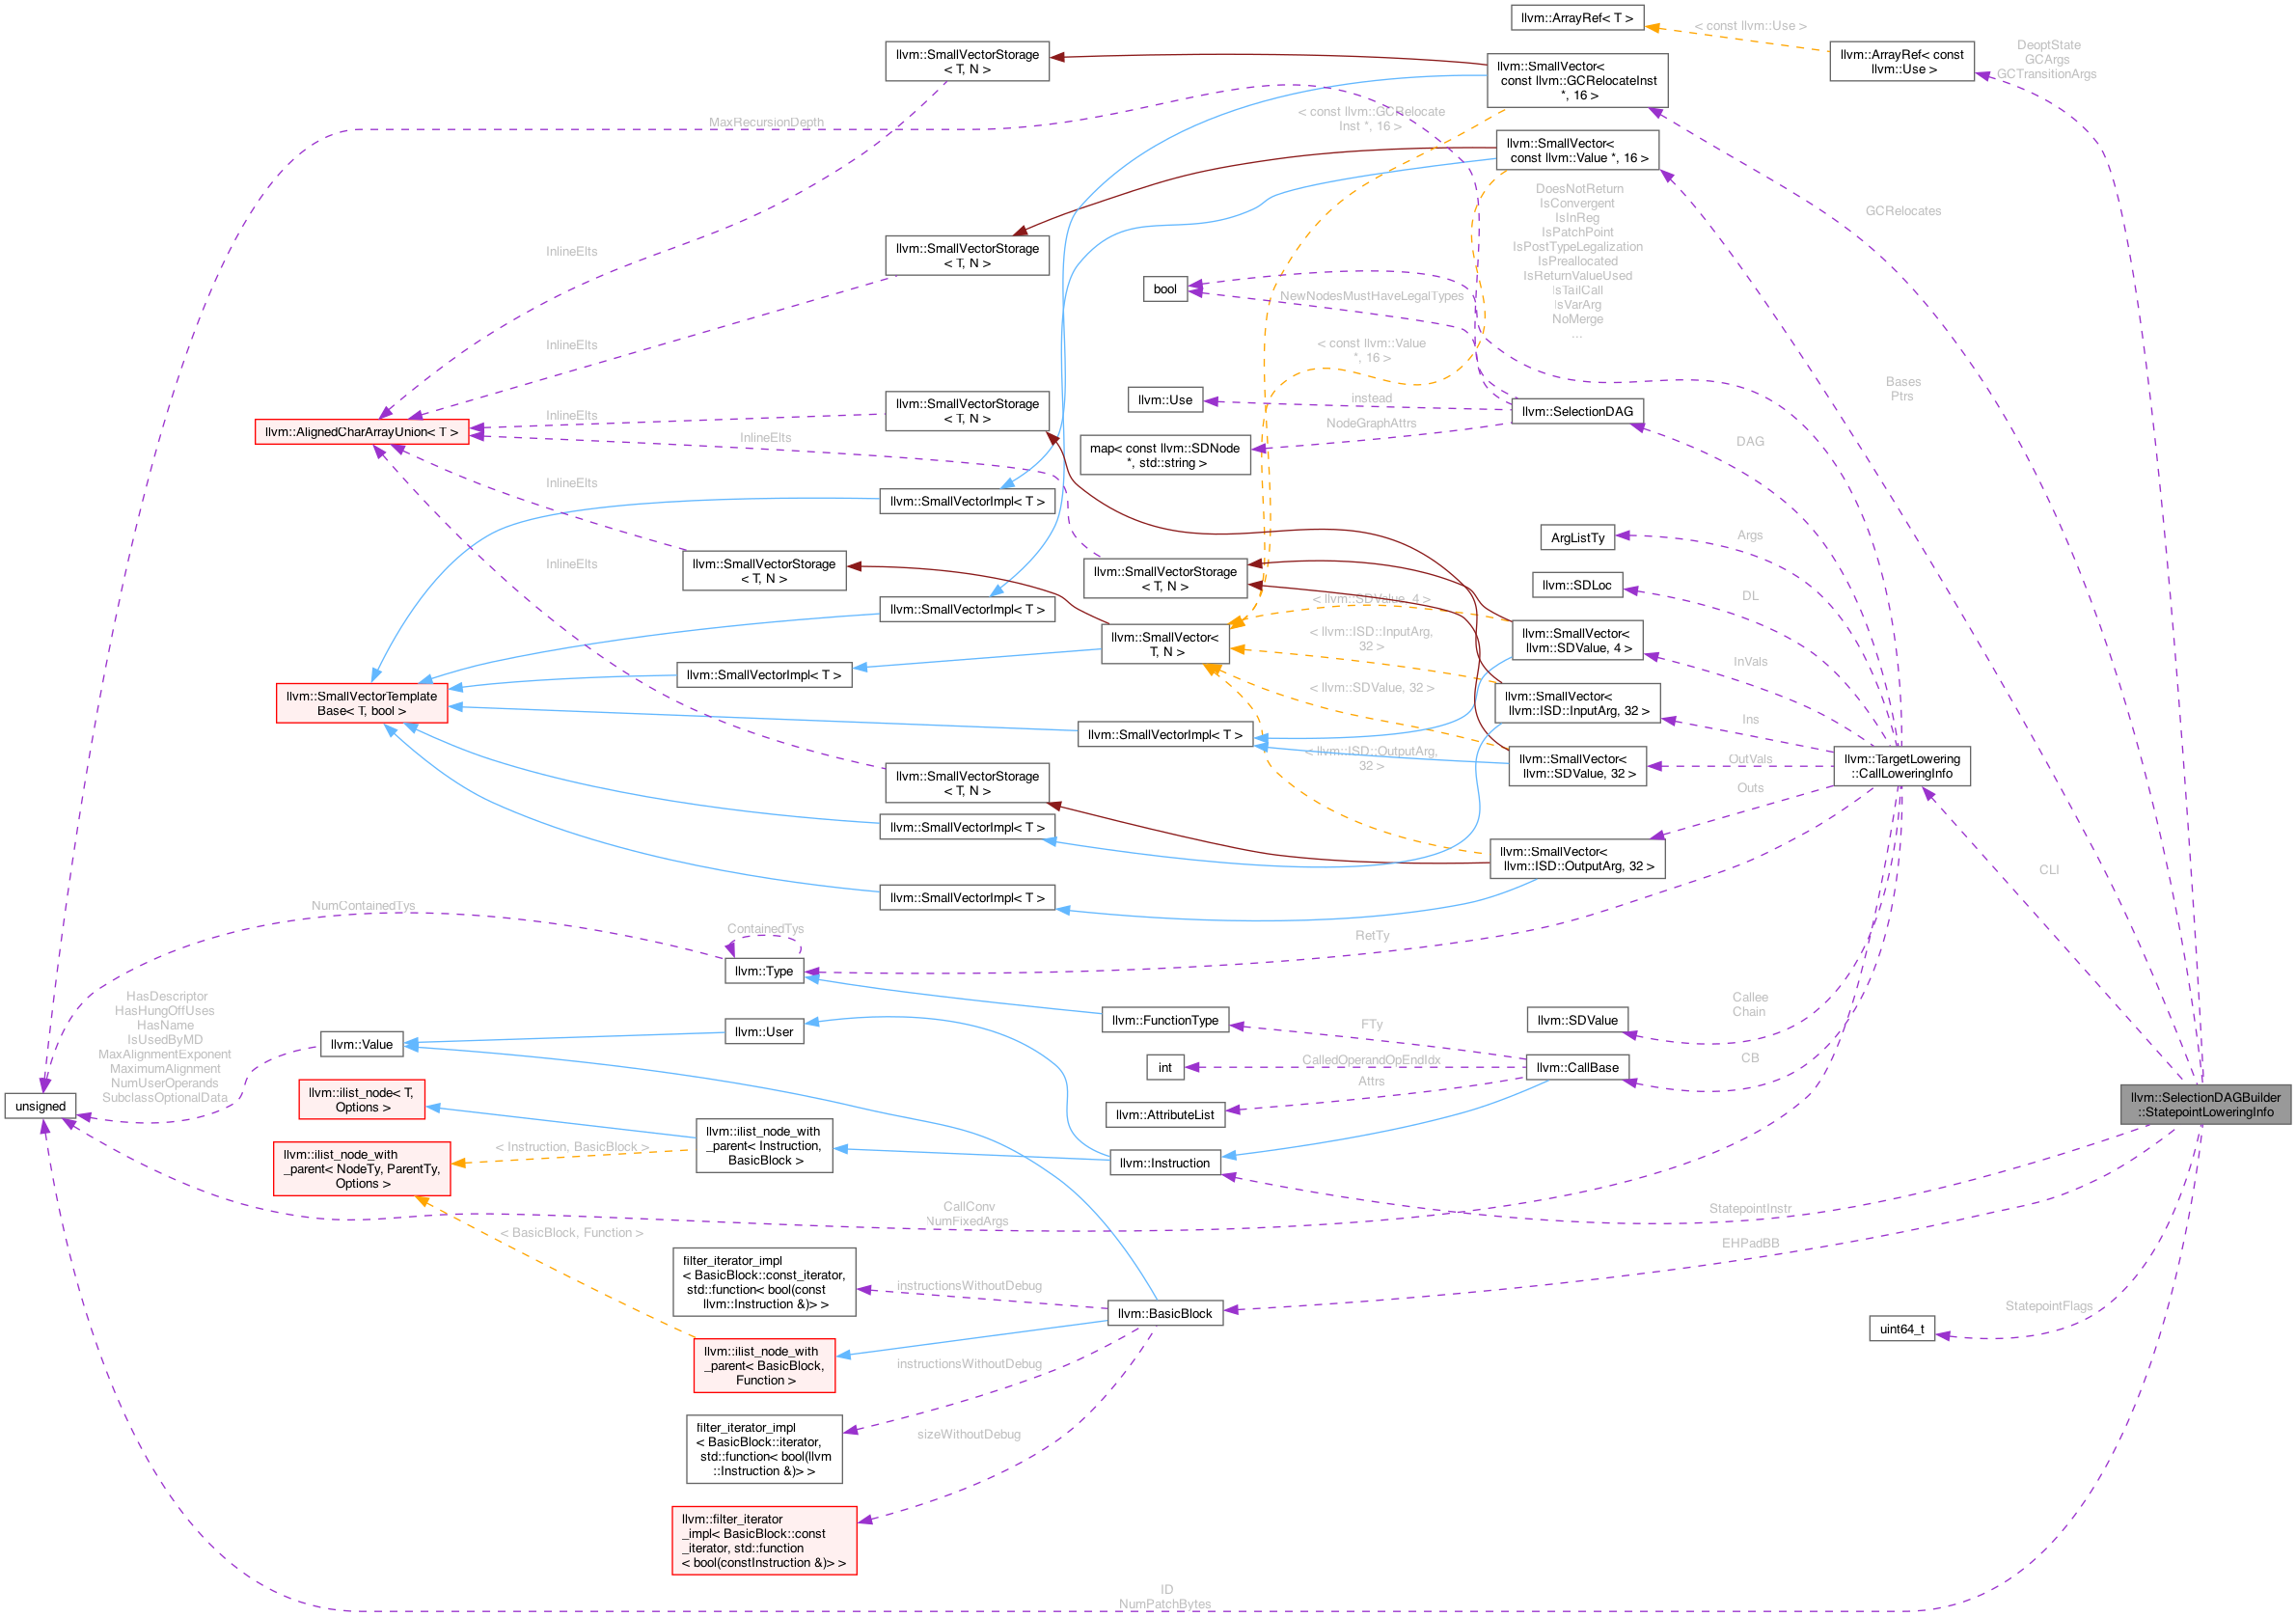 llvm::ArrayRef< T >
< const llvm::Use >
llvm::ArrayRef< const
llvm::Use >
DeoptState
GCArgs
GCTransitionArgs
llvm::SmallVectorStorage
< T, N >
llvm::SmallVector<
const llvm::GCRelocateInst
*, 16 >
MaxRecursionDepth
< const llvm::GCRelocate
Inst *, 16 >
llvm::SmallVector<
const llvm::Value *, 16 >
DoesNotReturn
IsConvergent
IsInReg
IsPatchPoint
IsPostTypeLegalization
IsPreallocated
IsReturnValueUsed
IsTailCall
IsVarArg
NoMerge
...
GCRelocates
InlineElts
llvm::SmallVectorStorage
< T, N >
bool
NewNodesMustHaveLegalTypes
InlineElts
< const llvm::Value
*, 16 >
Bases
Ptrs
llvm::SmallVectorStorage
< T, N >
llvm::Use
instead
llvm::SelectionDAG
InlineElts
llvm::AlignedCharArrayUnion< T >
InlineElts
NodeGraphAttrs
map< const llvm::SDNode
*, std::string >
DAG
InlineElts
llvm::SmallVectorImpl< T >
ArgListTy
Args
InlineElts
llvm::SmallVectorStorage
< T, N >
llvm::SmallVectorStorage
< T, N >
llvm::SDLoc
DL
llvm::SmallVectorImpl< T >
< llvm::SDValue, 4 >
llvm::SmallVector<
llvm::SDValue, 4 >
llvm::SmallVector<
T, N >
< llvm::ISD::InputArg,
32 >
InVals
llvm::SmallVectorImpl< T >
llvm::SmallVectorTemplate
Base< T, bool >
< llvm::SDValue, 32 >
llvm::SmallVector<
llvm::ISD::InputArg, 32 >
Ins
llvm::SmallVectorImpl< T >
< llvm::ISD::OutputArg,
32 >
llvm::SmallVector<
llvm::SDValue, 32 >
OutVals
llvm::TargetLowering
::CallLoweringInfo
llvm::SmallVectorStorage
< T, N >
Outs
llvm::SmallVectorImpl< T >
llvm::SmallVector<
llvm::ISD::OutputArg, 32 >
CLI
llvm::SmallVectorImpl< T >
NumContainedTys
ContainedTys
RetTy
llvm::Type
HasDescriptor
HasHungOffUses
HasName
IsUsedByMD
MaxAlignmentExponent
MaximumAlignment
NumUserOperands
SubclassOptionalData
llvm::Value
llvm::User
llvm::FunctionType
FTy
llvm::SDValue
Callee
Chain
int
CalledOperandOpEndIdx
llvm::CallBase
CB
Attrs
llvm::AttributeList
unsigned
llvm::ilist_node< T,
Options >
llvm::SelectionDAGBuilder
::StatepointLoweringInfo
llvm::ilist_node_with
_parent< NodeTy, ParentTy,
Options >
< Instruction, BasicBlock >
llvm::ilist_node_with
_parent< Instruction,
BasicBlock >
llvm::Instruction
CallConv
NumFixedArgs
StatepointInstr
< BasicBlock, Function >
EHPadBB
filter_iterator_impl
< BasicBlock::const_iterator,
std::function< bool(const
llvm::Instruction &)> >
instructionsWithoutDebug
llvm::BasicBlock
StatepointFlags
uint64_t
llvm::ilist_node_with
_parent< BasicBlock,
Function >
instructionsWithoutDebug
filter_iterator_impl
< BasicBlock::iterator,
std::function< bool(llvm
::Instruction &)> >
sizeWithoutDebug
llvm::filter_iterator
_impl< BasicBlock::const
_iterator, std::function
< bool(constInstruction &)> >
ID
NumPatchBytes